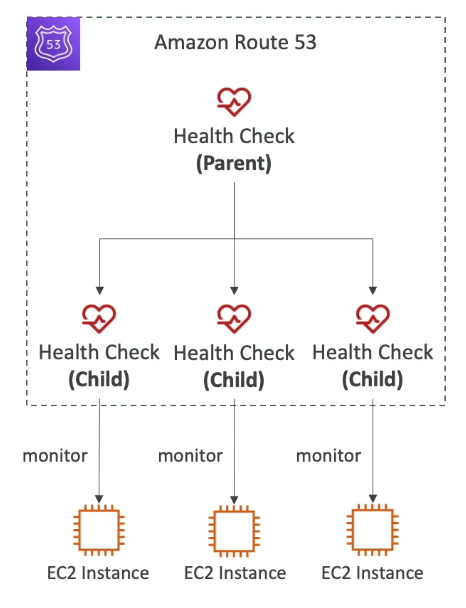 53
Amazon Route 53
Health Check
(Parent)
Health Check
(Child)
Health Check
(Child)
Health Check
(Child)
monitor
monitor
monitor
EC2 Instance
EC2 Instance
EC2 Instance